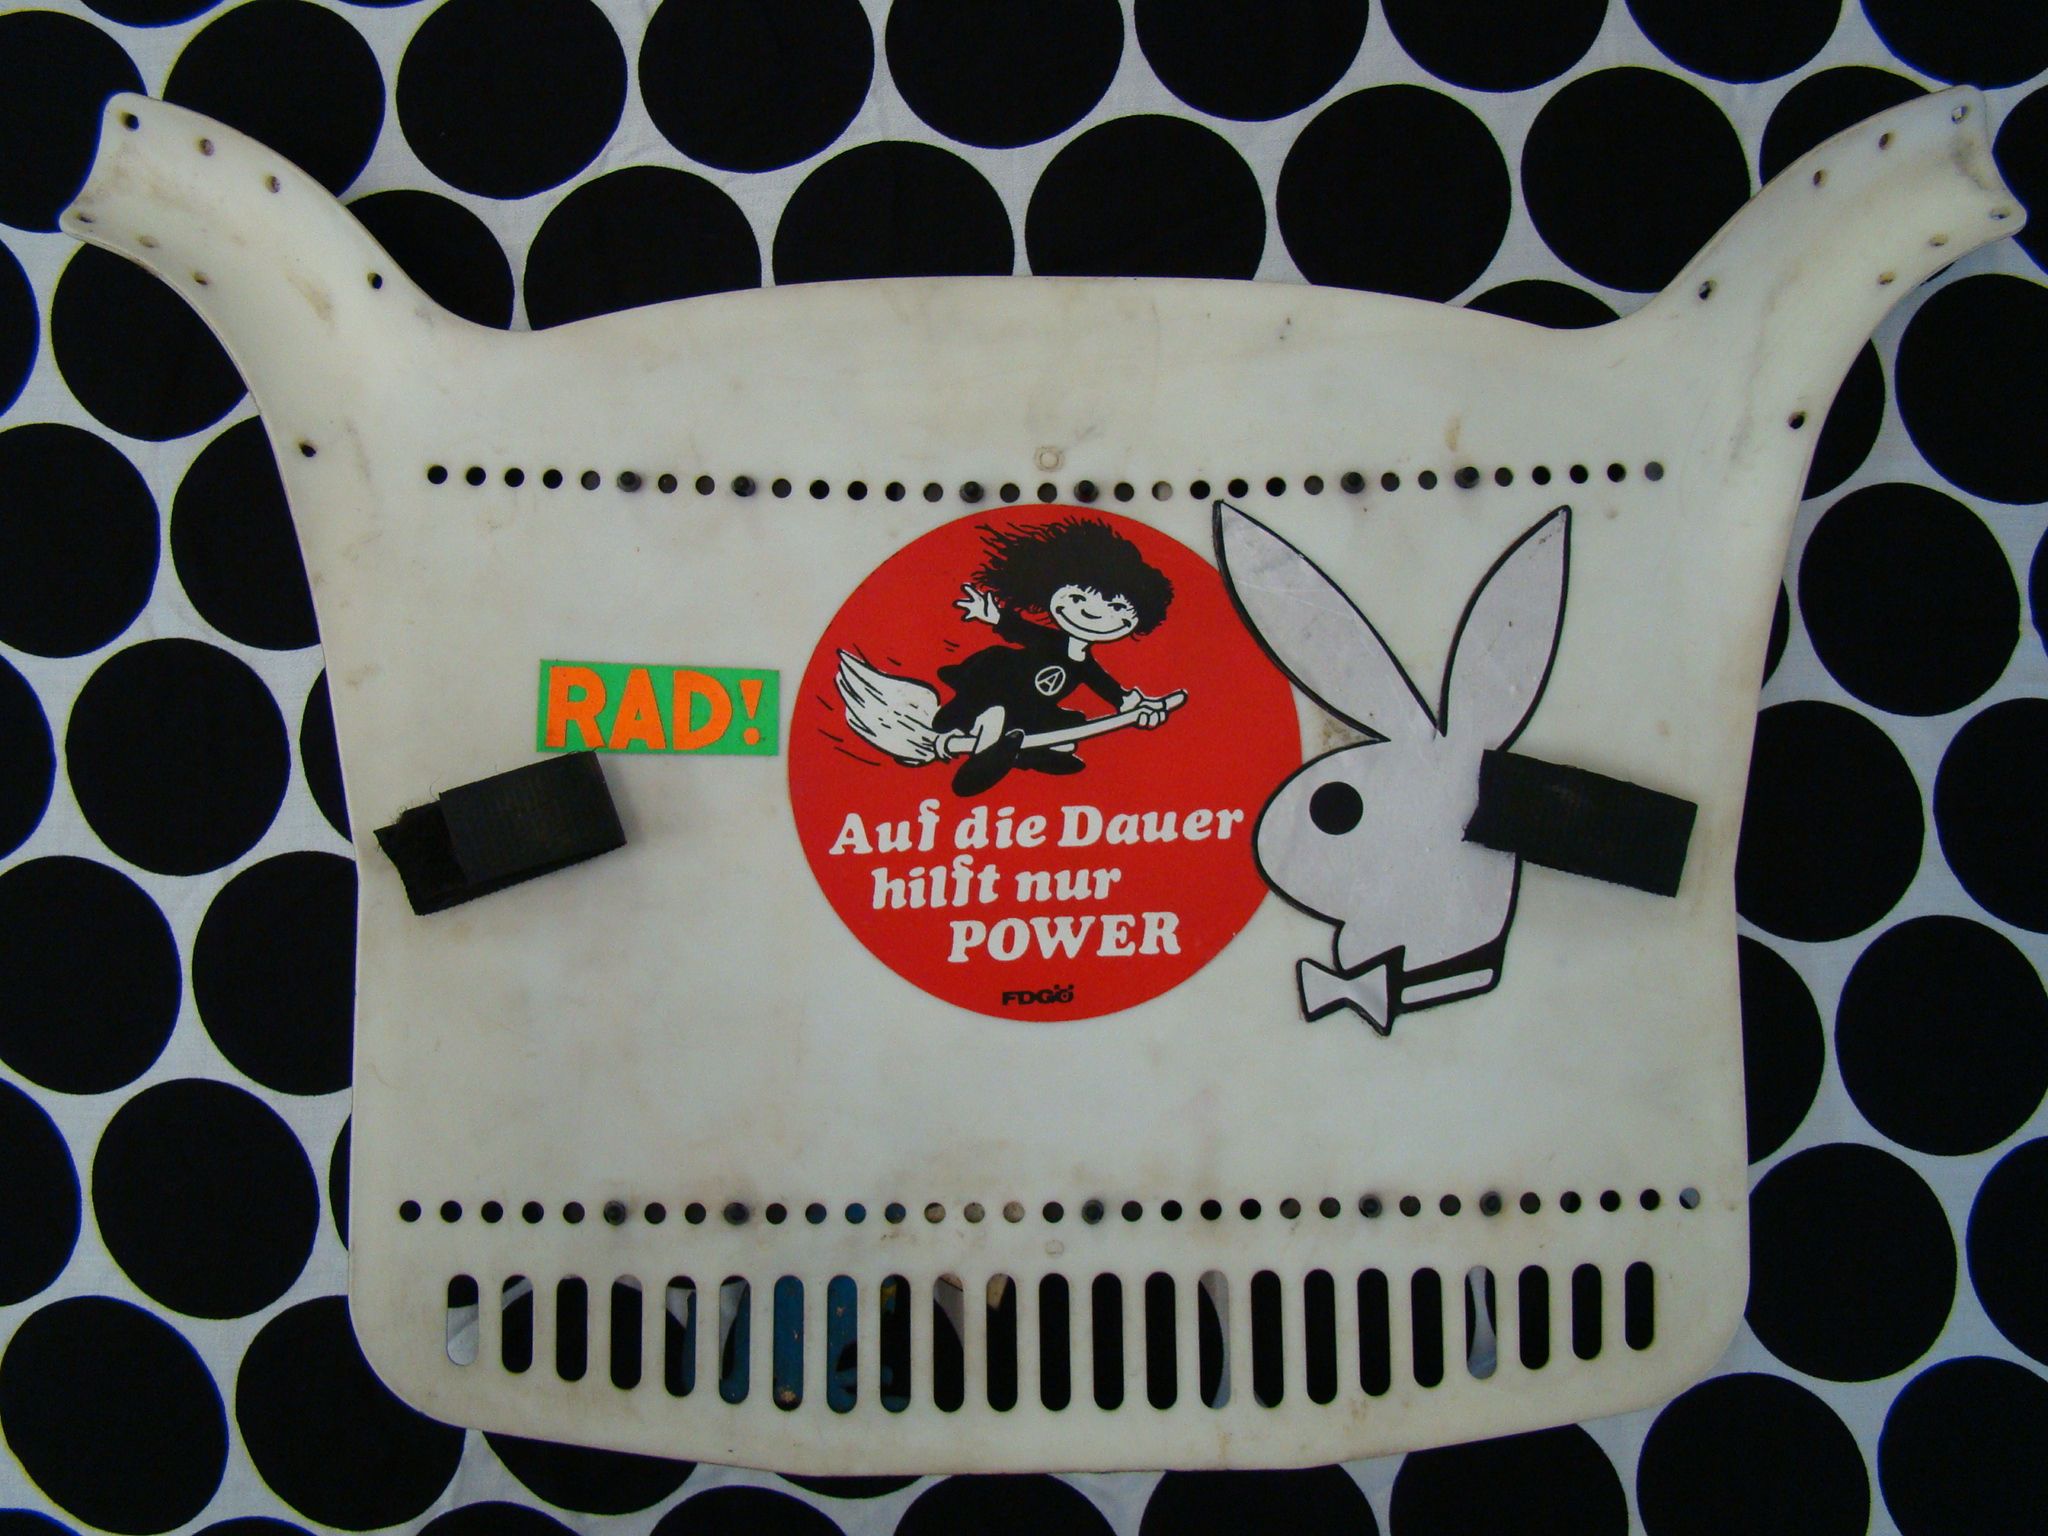 RAD!
A
Auf die Dauer
hilft nur
POWER
FDGÖ